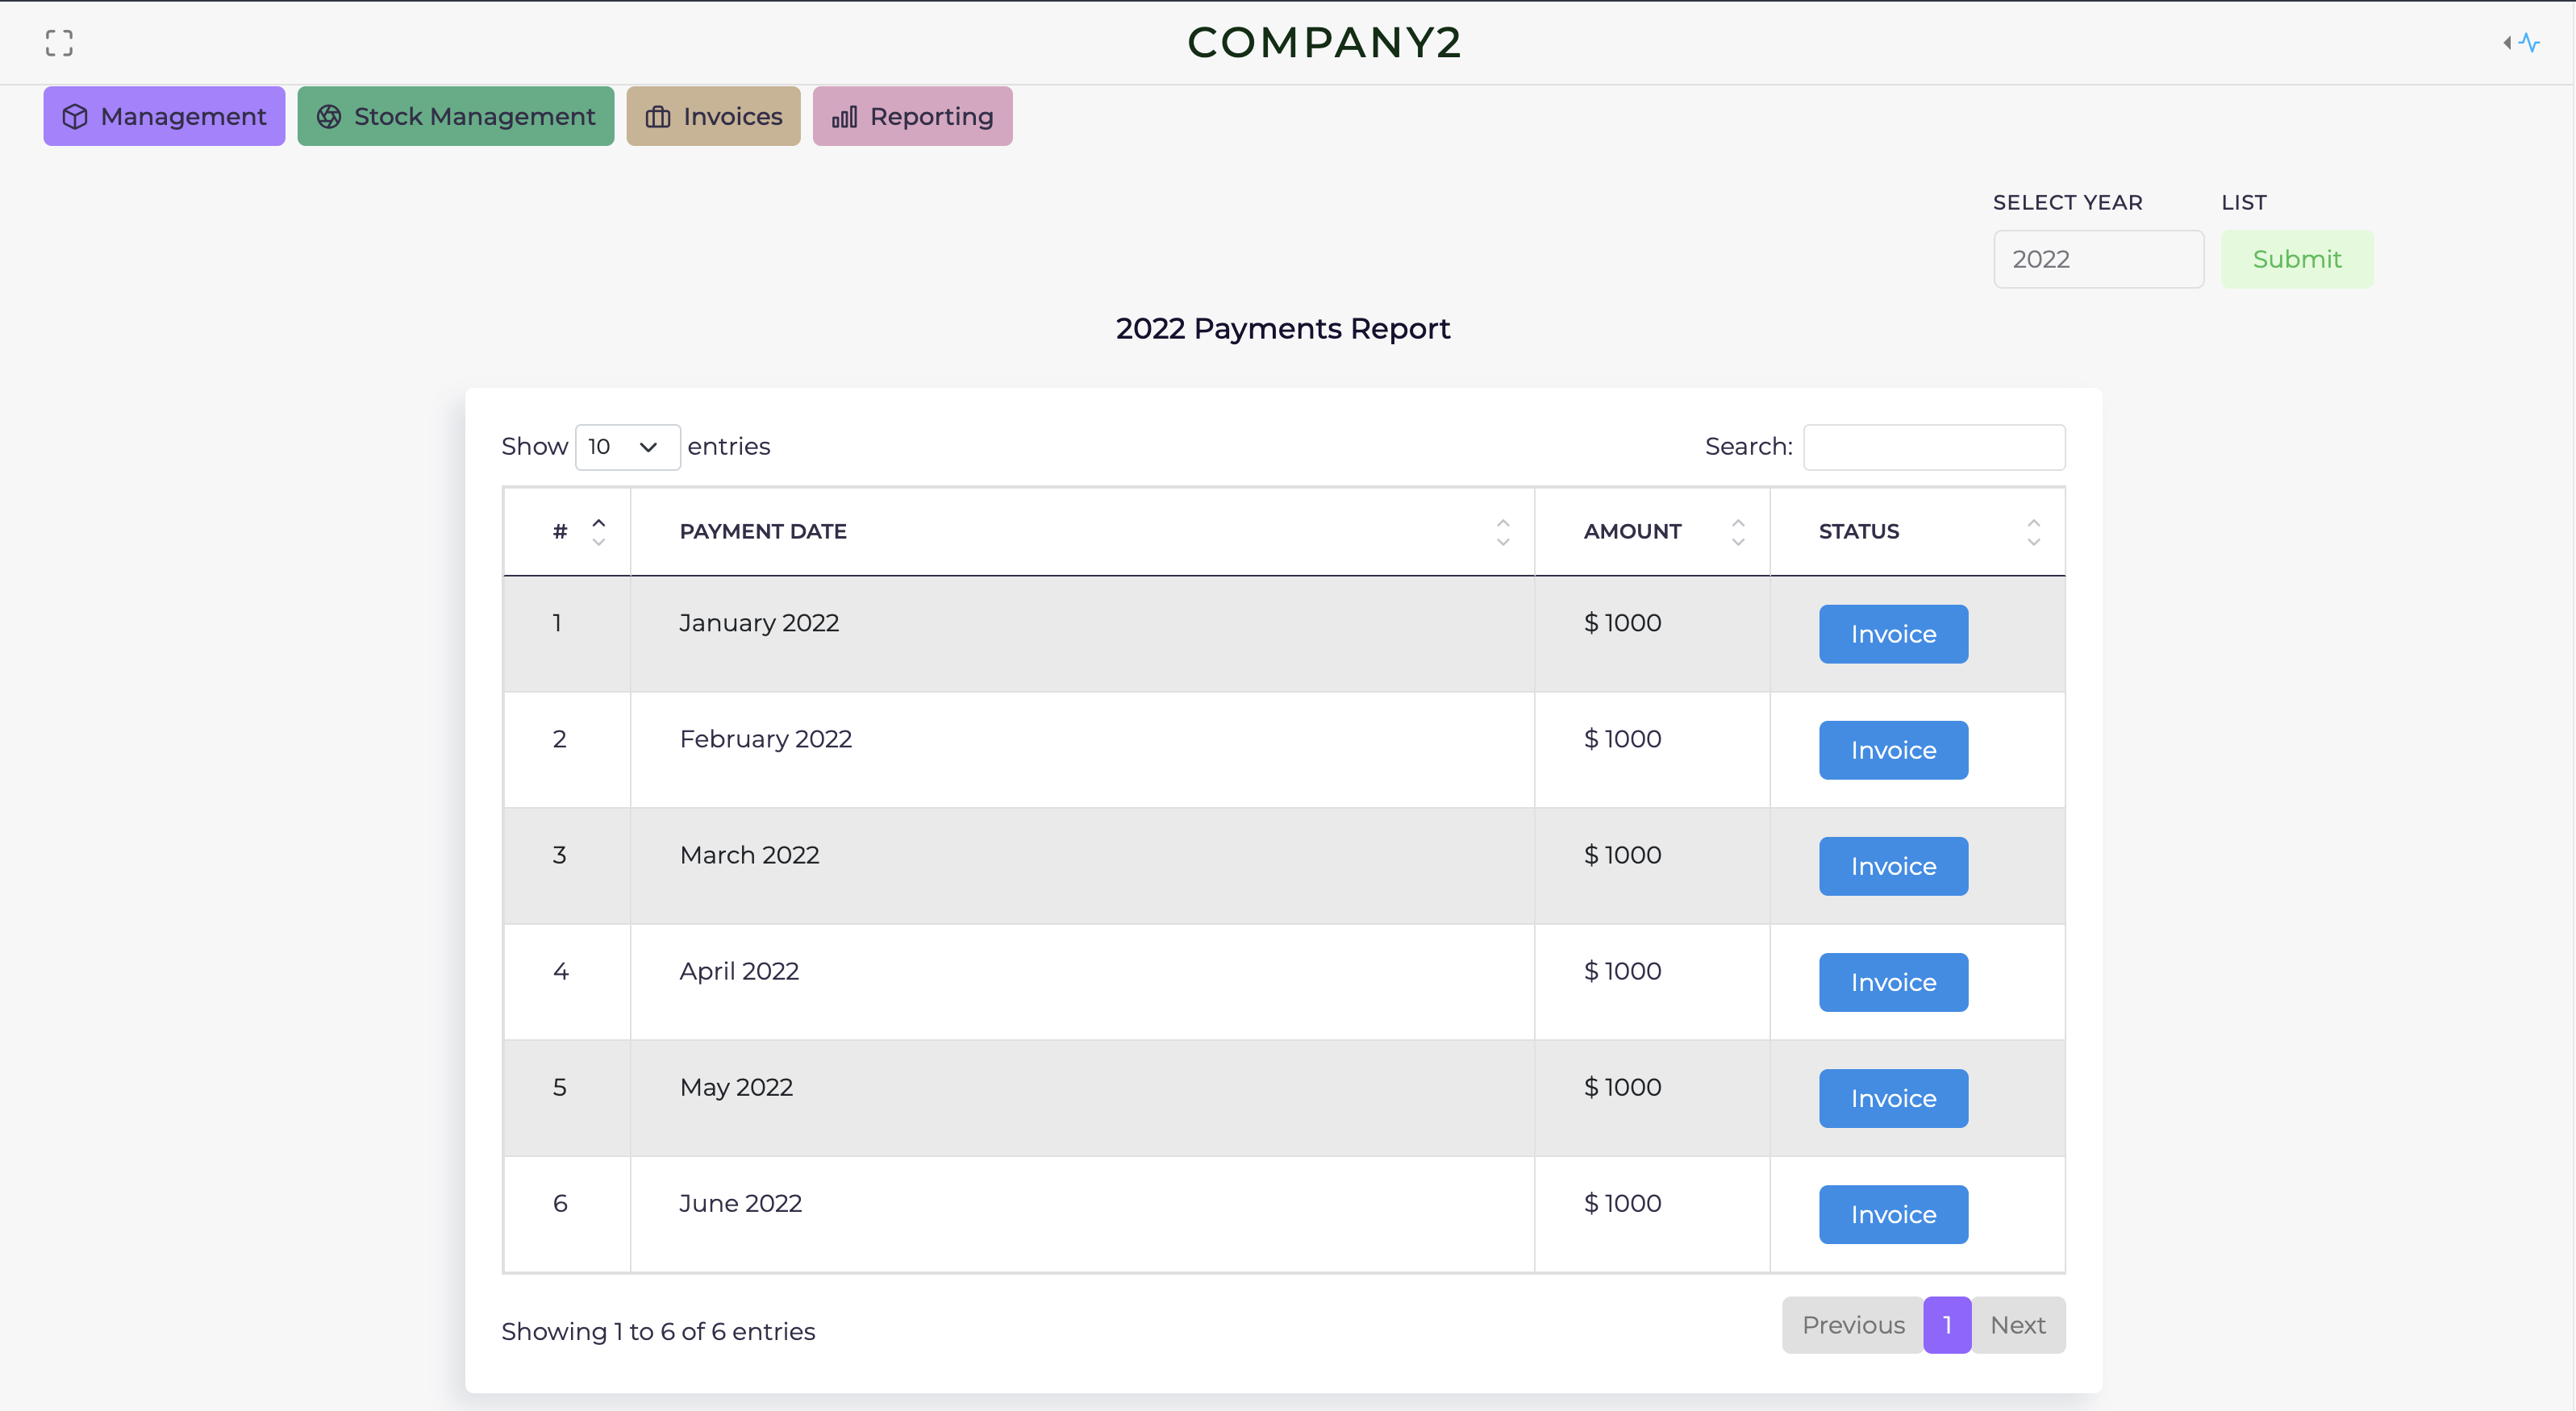 COMPANY2
Management Stock Management Invoices Reporting
SELECT YEAR LIST
2022 Submit
2022 Payments Report
Show 10 entries Search:
# PAYMENT DATE AMOUNT STATUS
1 January 2022 $ 1000 Invoice
2 February 2022 $ 1000 Invoice
3 March 2022 $ 1000 Invoice
4 April 2022 $ 1000 Invoice
5 May 2022 $ 1000 Invoice
6 June 2022 $ 1000 Invoice
Showing 1 to 6 of 6 entries Previous 1 Next